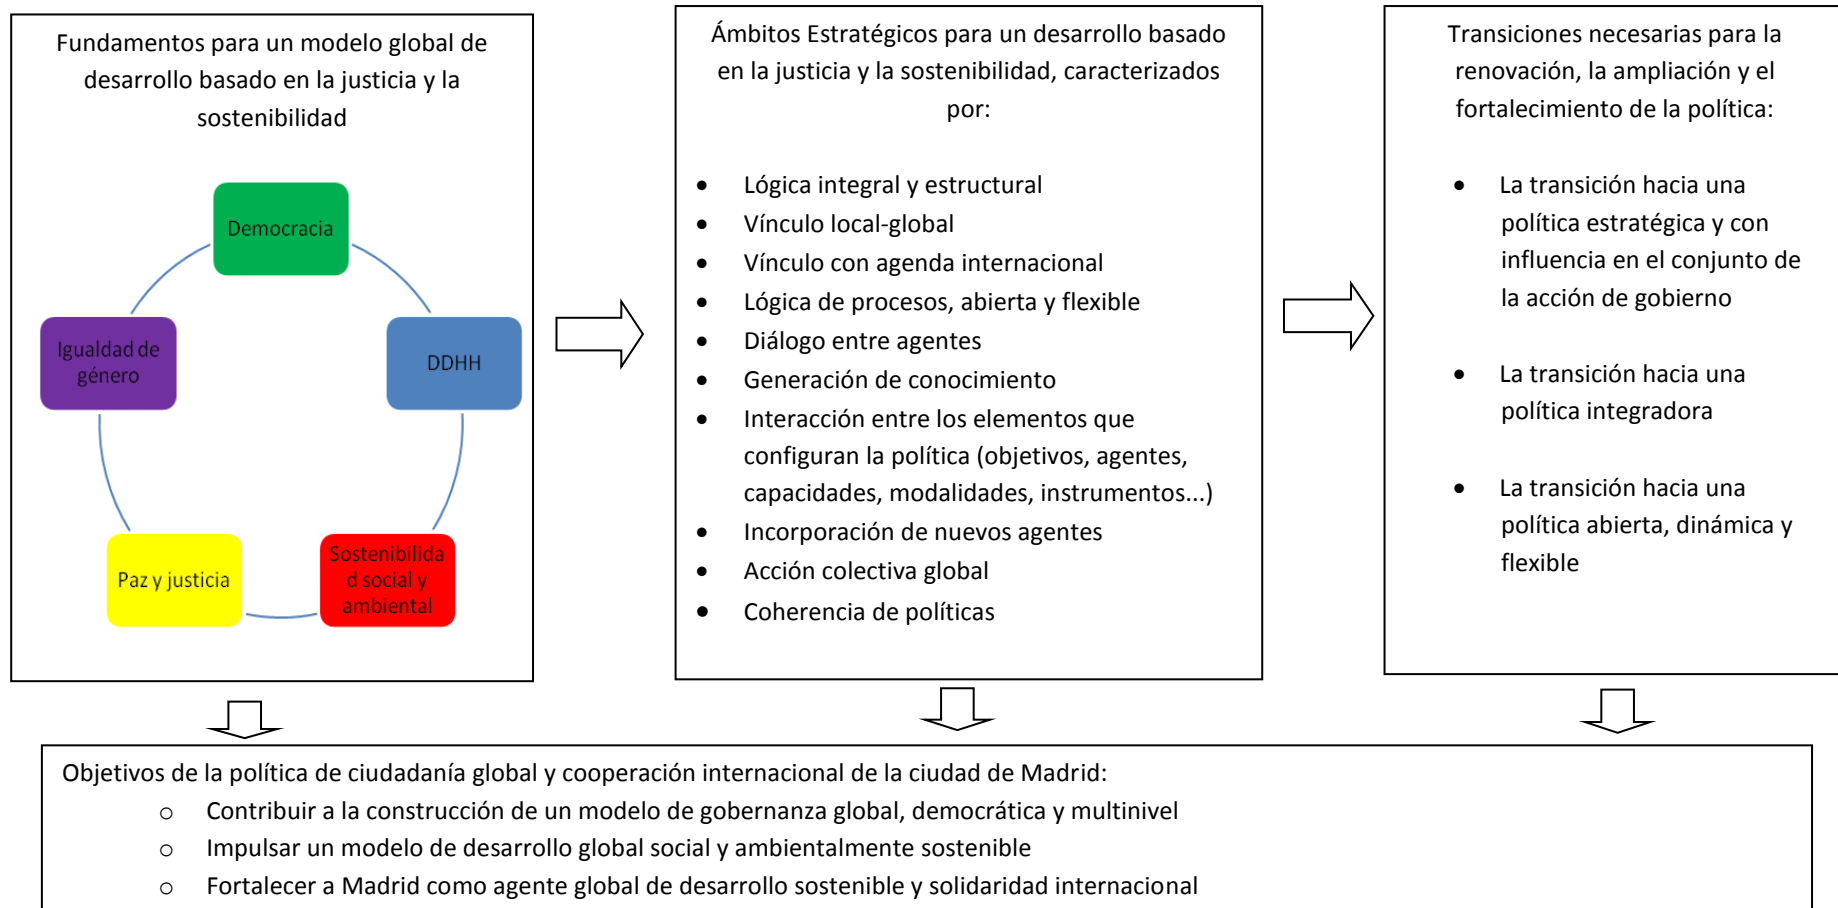 Fundamentos para un modelo global de
desarrollo basado en la justicia y la
sostenibilidad
Democracia
Igualdad de
género
DDHH
Paz y justicia
Sostenibilida
d social y
ambiental
Ámbitos Estratégicos para un desarrollo basado
en la justicia y la sostenibilidad, caracterizados
por:
• Lógica integral y estructural
• Vínculo local-global
• Vínculo con agenda internacional
• Lógica de procesos, abierta y flexible
• Diálogo entre agentes
• Generación de conocimiento
• Interacción entre los elementos que
configuran la política (objetivos, agentes,
capacidades, modalidades, instrumentos...)
• Incorporación de nuevos agentes
• Acción colectiva global
• Coherencia de políticas
Transiciones necesarias para la
renovación, la ampliación y el
fortalecimiento de la política:
• La transición hacia una
política estratégica y con
influencia en el conjunto de
la acción de gobierno
• La transición hacia una
política integradora
• La transición hacia una
política abierta, dinámica y
flexible
Objetivos de la política de ciudadanía global y cooperación internacional de la ciudad de Madrid:
o Contribuir a la construcción de un modelo de gobernanza global, democrática y multinivel
o Impulsar un modelo de desarrollo global social y ambientalmente sostenible
o Fortalecer a Madrid como agente global de desarrollo sostenible y solidaridad internacional